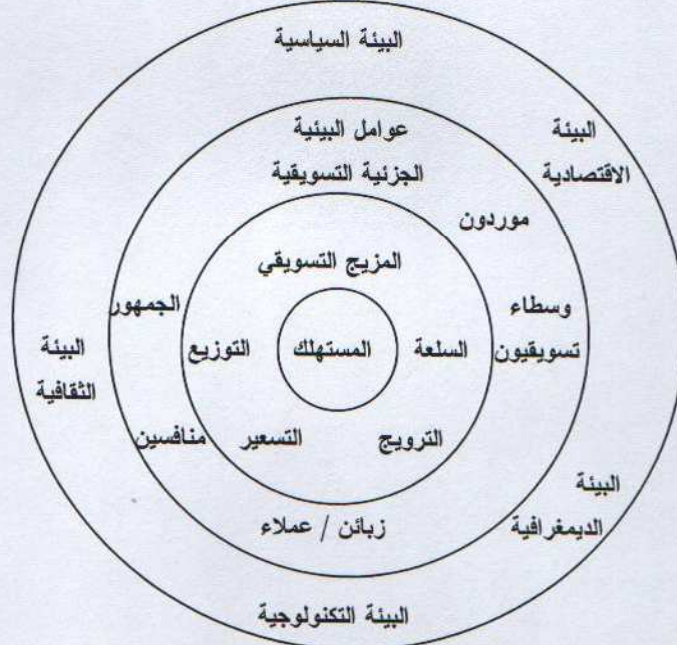 البيئة السياسية
البيئة
الاقتصادية
عوامل البيئية
الجزئية التسويقية
موردون
المزيج التسويقي
وسطاء
تسويقيون
الجمهور
السلعة
المستهلك
التوزيع
البيئة
الثقافية
الترويج
التسعير
منافسين
البيئة
الديمغرافية
زبائن / عملاء
البيئة التكنولوجية